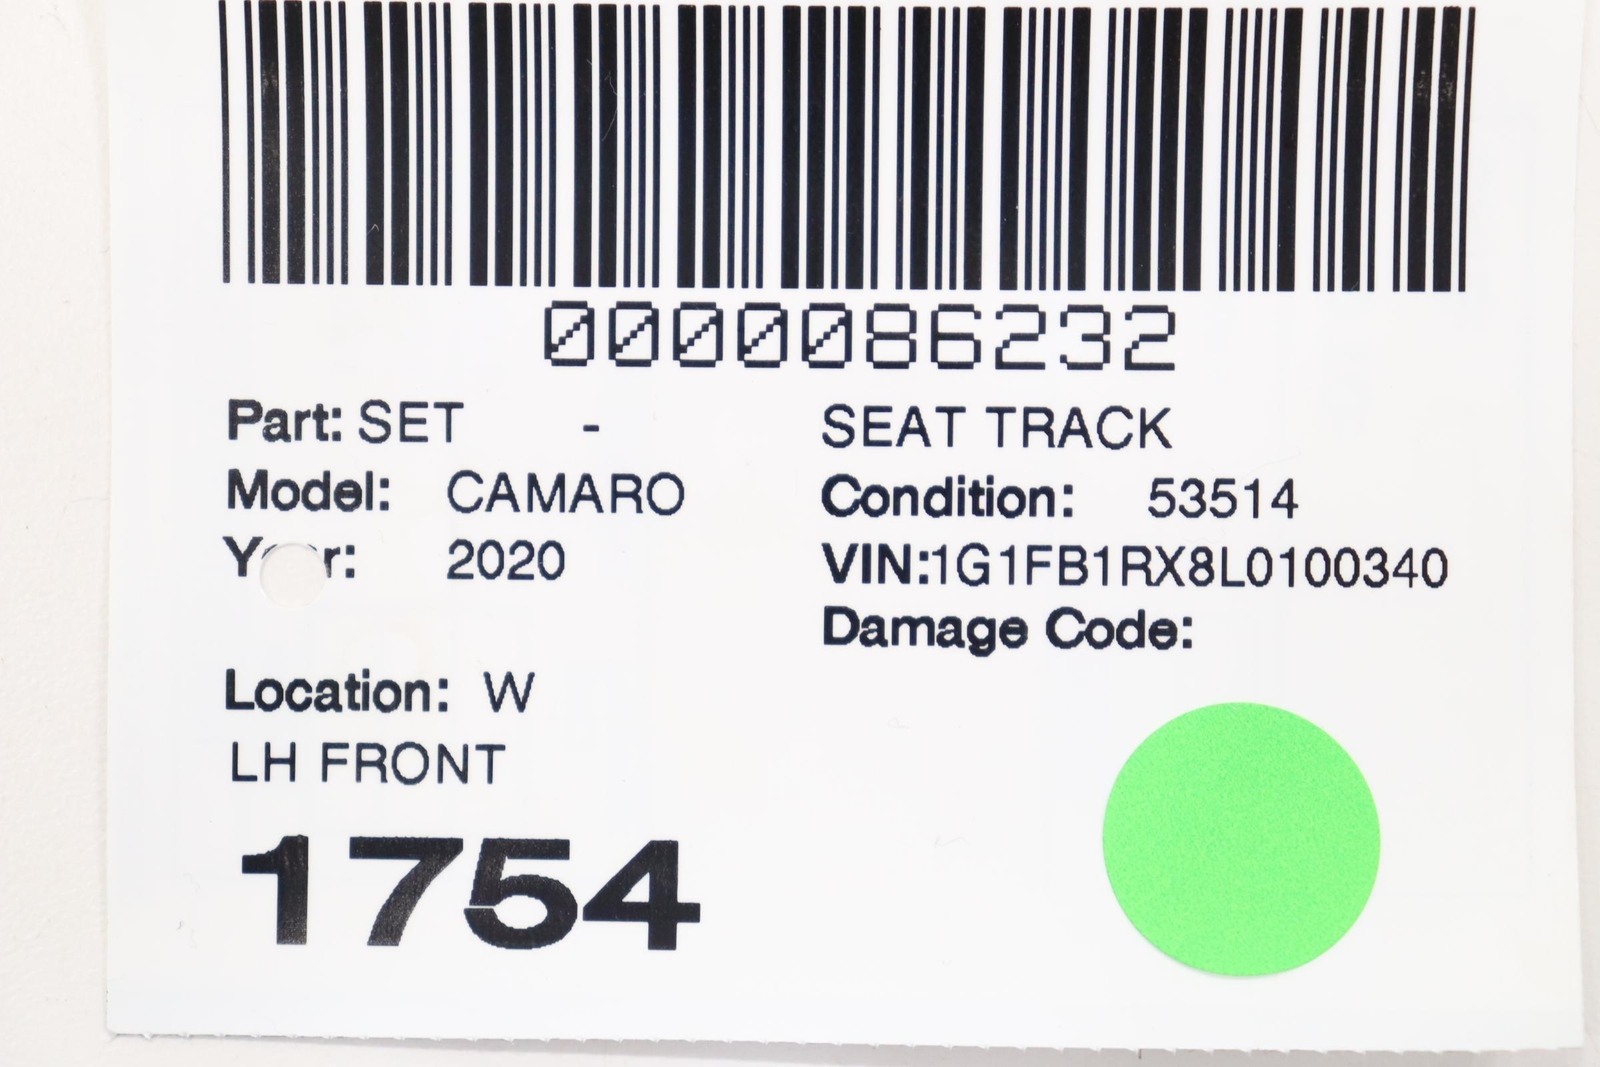 0000086232
Part: SET - SEAT TRACK
Model: CAMARO Condition: 53514
2020 VIN:1G1FB1RX8L0100340
Damage Code:
Location: W
LH FRONT
1754